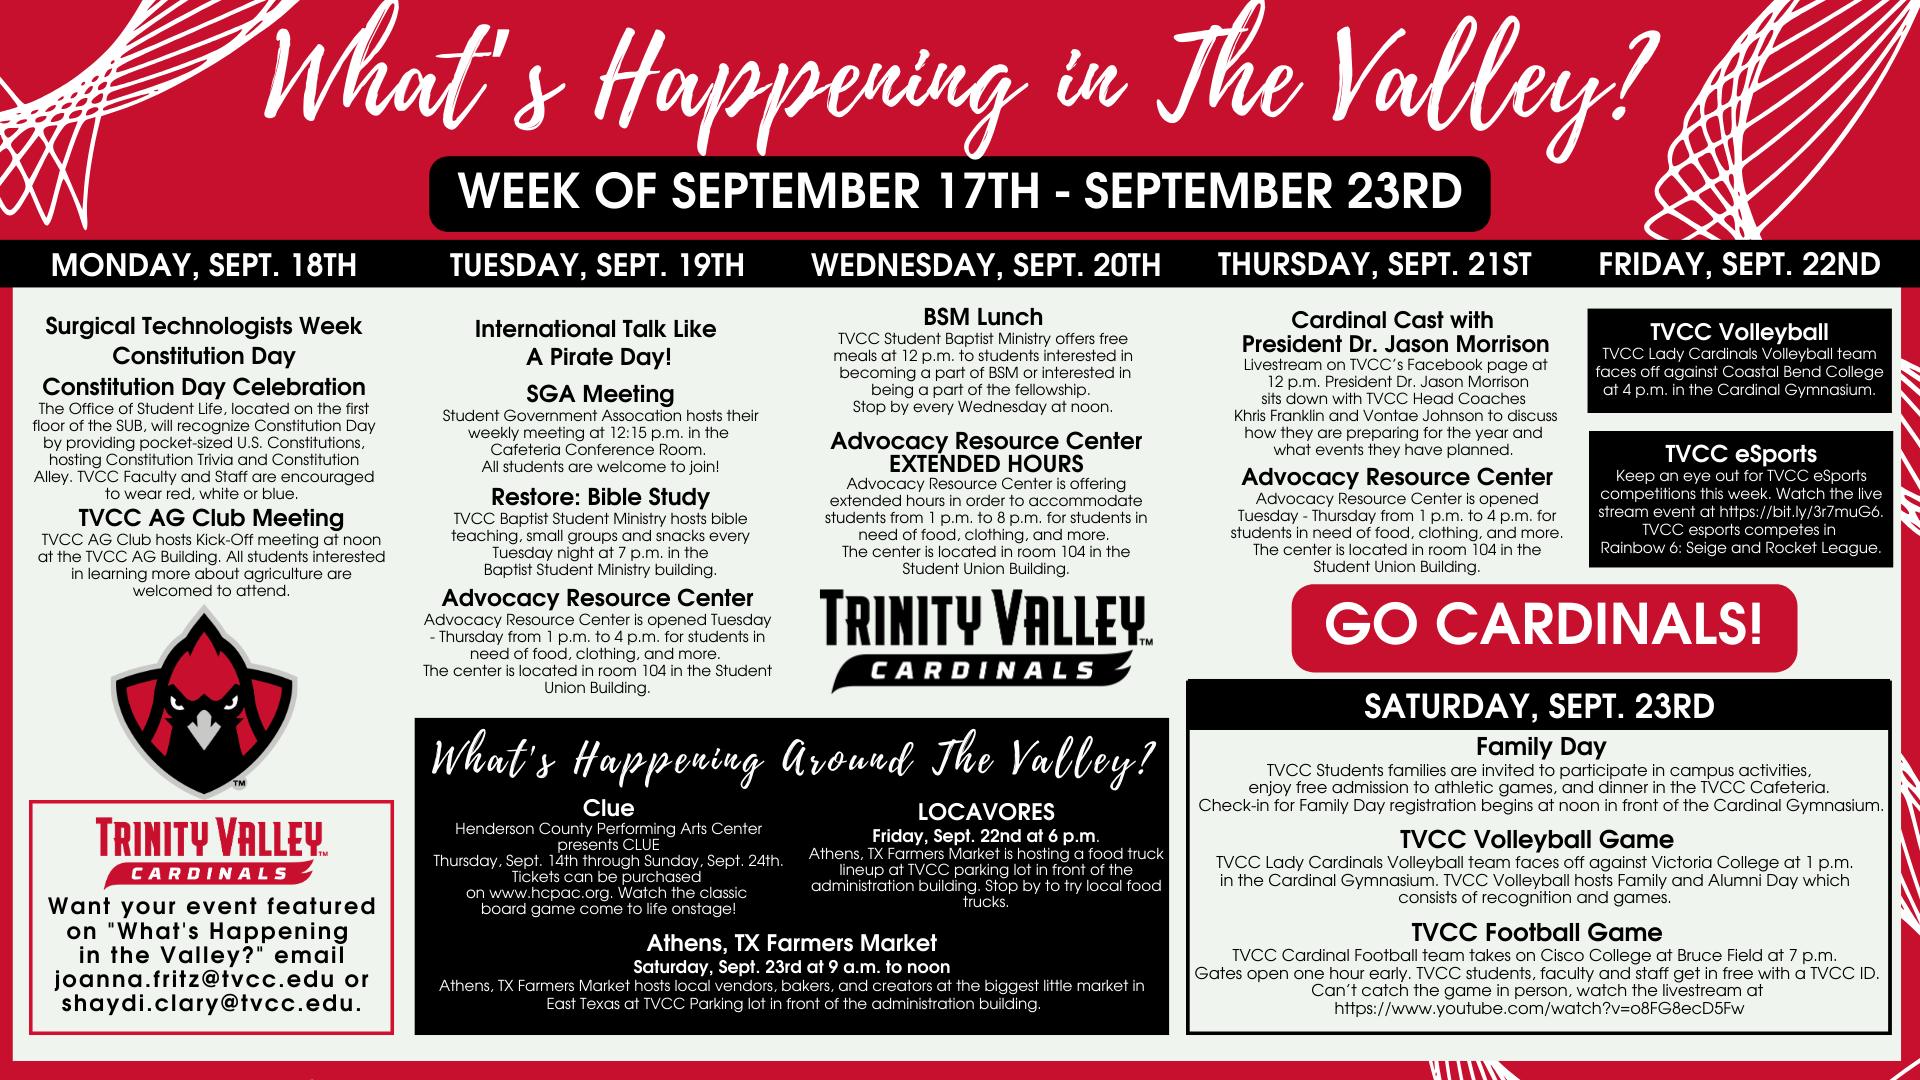 What's Happening in The Valley?
WEEK OF SEPTEMBER 17TH - SEPTEMBER 23RD
MONDAY, SEPT. 18TH
Surgical Technologists Week
Constitution Day
Constitution Day Celebration
The Office of Student Life, located on the first
floor of the SUB, will recognize Constitution Day
by providing pocket-sized U.S. Constitutions,
hosting Constitution Trivia and Constitution
Alley. TVCC Faculty and Staff are encouraged
to wear red, white or blue.
TVCC AG Club Meeting
TVCC AG Club hosts Kick-Off meeting at noon
at the TVCC AG Building. All students interested
in learning more about agriculture are
welcomed to attend.
TM
TRINITY VALLEY™
CARDINALS
Want your event featured
on "What's Happening
in the Valley?" email
joanna.fritz@tvcc.edu or
shaydi.clary@tvcc.edu.
TUESDAY, SEPT. 19TH
International Talk Like
A Pirate Day!
SGA Meeting
Student Government Assocation hosts their
weekly meeting at 12:15 p.m. in the
Cafeteria Conference Room.
All students are welcome to join!
Restore: Bible Study
TVCC Baptist Student Ministry hosts bible
teaching, small groups and snacks every
Tuesday night at 7 p.m. in the
Baptist Student Ministry building.
Advocacy Resource Center
Advocacy Resource Center is opened Tuesday
- Thursday from 1 p.m. to 4 p.m. for students in
need of food, clothing, and more.
The center is located in room 104 in the Student
Union Building.
WEDNESDAY, SEPT. 20TH
BSM Lunch
TVCC Student Baptist Ministry offers free
meals at 12 p.m. to students interested in
becoming a part of BSM or interested in
being a part of the fellowship.
Stop by every Wednesday at noon.
Advocacy Resource Center
EXTENDED HOURS
Advocacy Resource Center is offering
extended hours in order to accommodate
students from 1 p.m. to 8 p.m. for students in
need of food, clothing, and more.
The center is located in room 104 in the
Student Union Building.
TRINITY VALLEY™
CARDINALS
What's Happening Around The Valley?
Clue
Henderson County Performing Arts Center
presents CLUE
Thursday, Sept. 14th through Sunday, Sept. 24th.
Tickets can be purchased
on www.hcpac.org. Watch the classic
board game come to life onstage!
LOCAVORES
Friday, Sept. 22nd at 6 p.m.
Athens, TX Farmers Market is hosting a food truck
lineup at TVCC parking lot in front of the
administration building. Stop by to try local food
trucks.
Athens, TX Farmers Market
Saturday, Sept. 23rd at 9 a.m. to noon
Athens, TX Farmers Market hosts local vendors, bakers, and creators at the biggest little market in
East Texas at TVCC Parking lot in front of the administration building.
THURSDAY, SEPT. 21ST
Cardinal Cast with
President Dr. Jason Morrison
Livestream on TVCC's Facebook page at
12 p.m. President Dr. Jason Morrison
sits down with TVCC Head Coaches
Khris Franklin and Vontae Johnson to discuss
how they are preparing for the year and
what events they have planned.
Advocacy Resource Center
Advocacy Resource Center is opened
Tuesday - Thursday from 1 p.m. to 4 p.m. for
students in need of food, clothing, and more.
The center is located in room 104 in the
Student Union Building.
FRIDAY, SEPT. 22ND
TVCC Volleyball
TVCC Lady Cardinals Volleyball team
faces off against Coastal Bend College
at 4 p.m. in the Cardinal Gymnasium.
TVCC eSports
Keep an eye out for TVCC eSports
competitions this week. Watch the live
stream event at https://bit.ly/3r7muG6.
TVCC esports competes in
Rainbow 6: Seige and Rocket League.
GO CARDINALS!
SATURDAY, SEPT. 23RD
Family Day
TVCC Students families are invited to participate in campus activities,
enjoy free admission to athletic games, and dinner in the TVCC Cafeteria.
Check-in for Family Day registration begins at noon in front of the Cardinal Gymnasium.
TVCC Volleyball Game
TVCC Lady Cardinals Volleyball team faces off against Victoria College at 1 p.m.
in the Cardinal Gymnasium. TVCC Volleyball hosts Family and Alumni Day which
consists of recognition and games.
TVCC Football Game
TVCC Cardinal Football team takes on Cisco College at Bruce Field at 7 p.m.
Gates open one hour early. TVCC students, faculty and staff get in free with a TVCC ID.
Can't catch the game in person, watch the livestream at
https://www.youtube.com/watch?v=o8FG8ecD5Fw